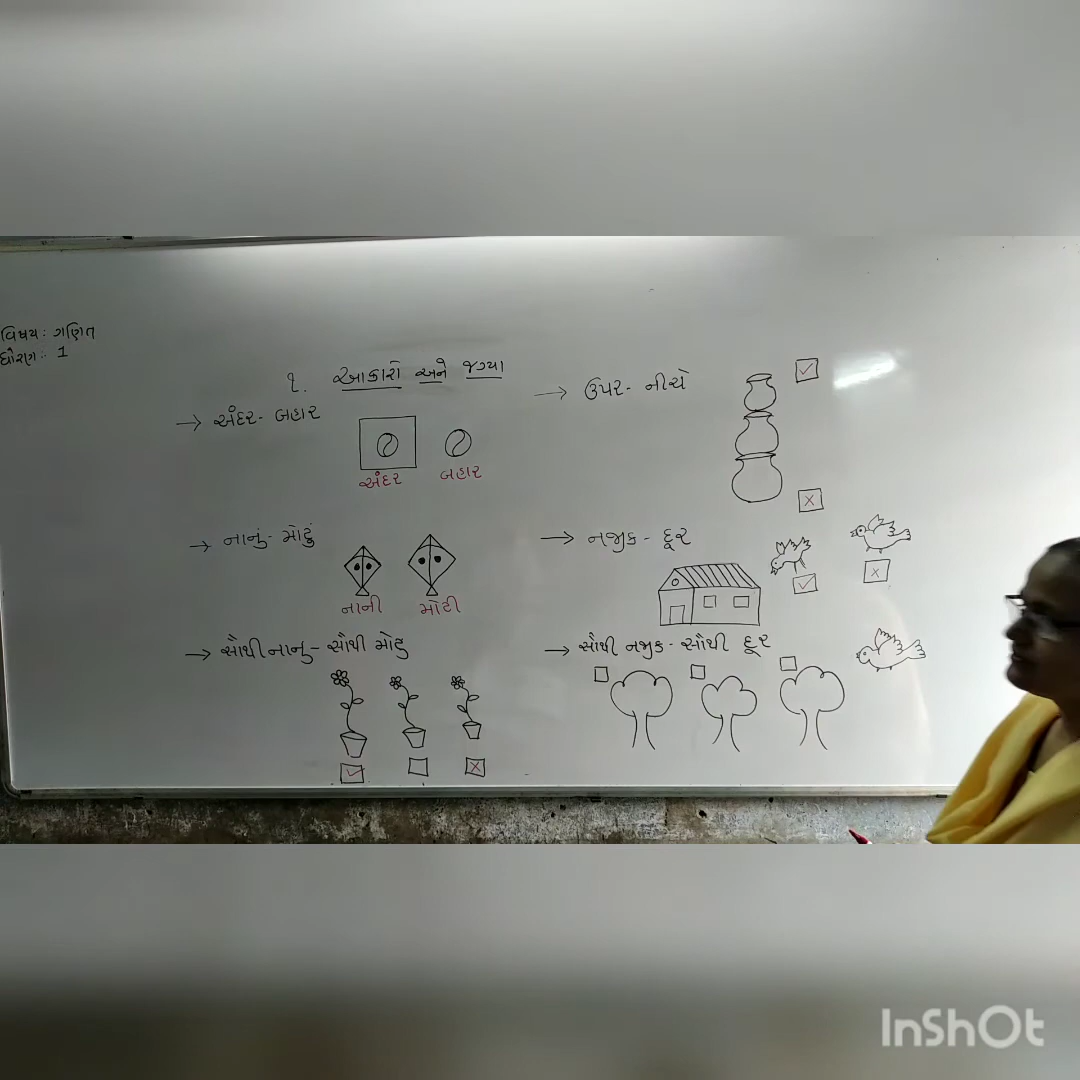 વિષય: ગણિત
ધોરણ: 1
૧. આકારો અને જગ્યા
→ અંદર - બહાર
અંદર બહાર
→ નાનું - મોટું
નાની મોટી
→ સૌથી નાનુ - સૌથી મોટુ
→ ઉપર - નીચે
→ નજીક - દૂર
→ સૌથી નજીક - સૌથી દૂર
InShOt